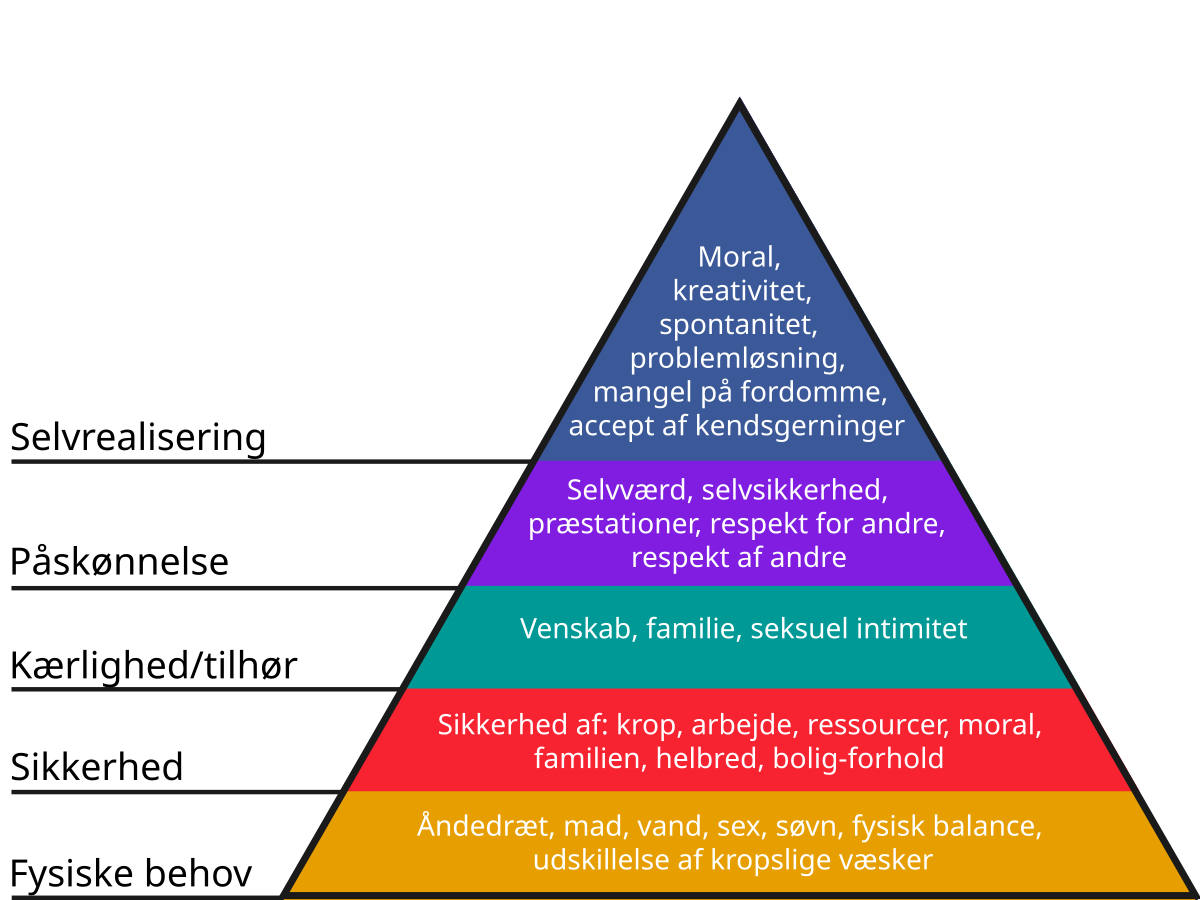 Moral,
kreativitet,
spontanitet,
problemløsning,
mangel på fordomme,
accept af kendsgerninger
Selvrealisering
Selvværd, selvsikkerhed,
præstationer, respekt for andre,
respekt af andre
Påskønnelse
Venskab, familie, seksuel intimitet
Kærlighed/tilhør
Sikkerhed af: krop, arbejde, ressourcer, moral,
familien, helbred, bolig-forhold
Sikkerhed
Åndedræt, mad, vand, sex, søvn, fysisk balance,
udskillelse af kropslige væsker
Fysiske behov